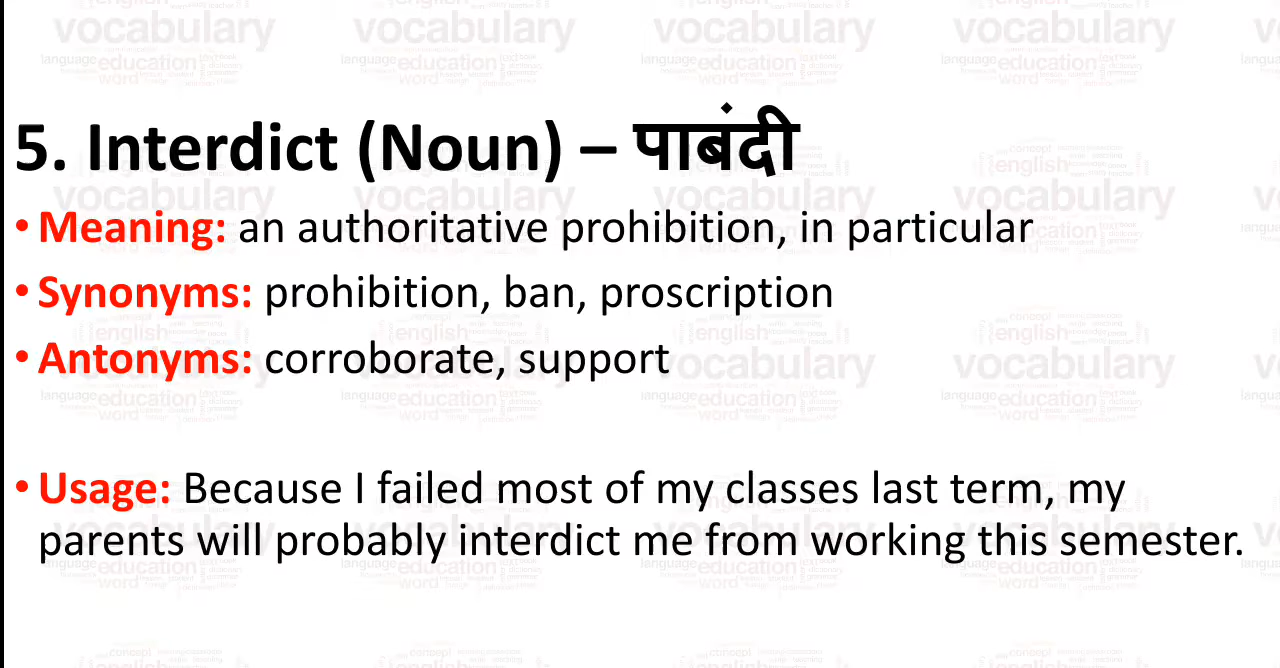 5. Interdict (Noun) – पाबंदी
• Meaning: an authoritative prohibition, in particular
• Synonyms: prohibition, ban, proscription
• Antonyms: corroborate, support
• Usage: Because I failed most of my classes last term, my
parents will probably interdict me from working this semester.